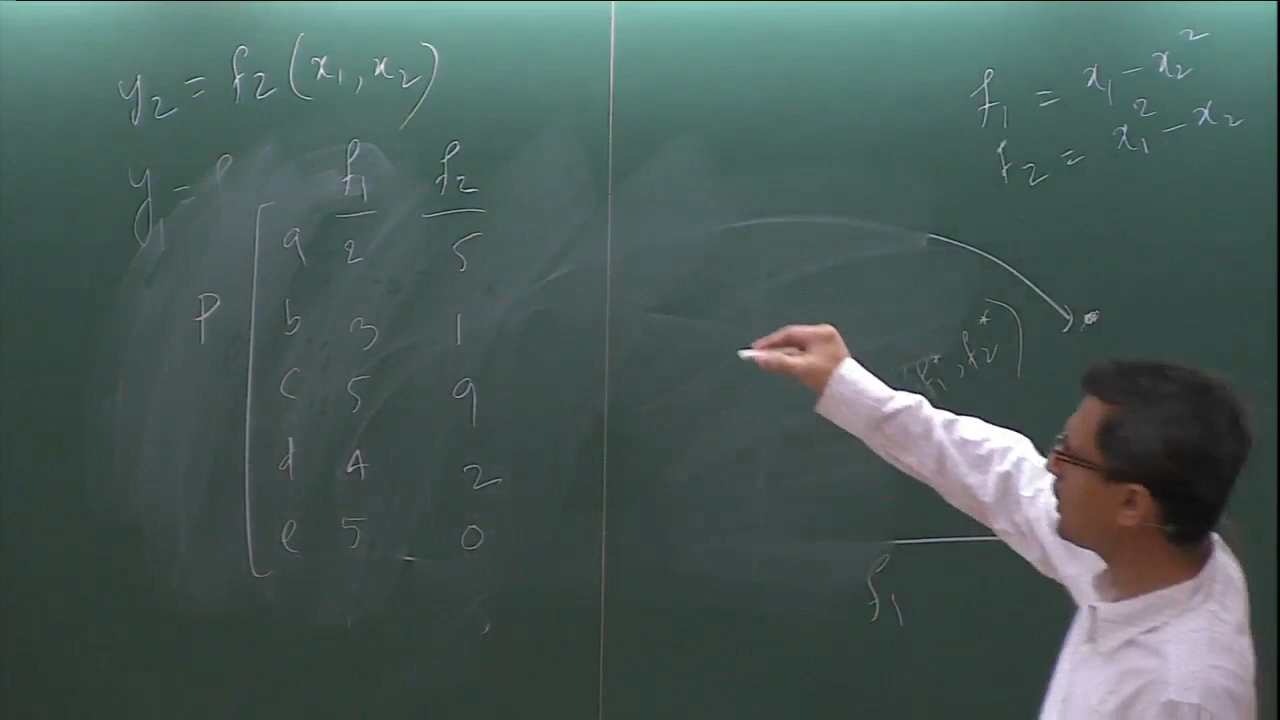 y₂ = f₂(x₁, x₂)
y₁ =
f₁ f₂
a 2 5
P b 3 1
c 5 9
d 4 2
e 5 0
f₁ = x₁ - x₂²
f₂ = x₁² - x₂
(f₁*, f₂*)
f₁